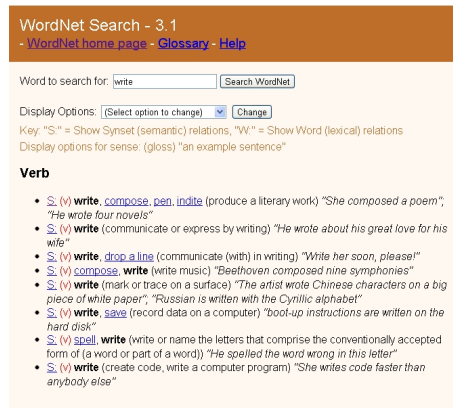 WordNet Search - 3.1
- WordNet home page - Glossary - Help
Word to search for: write Search WordNet
Display Options: (Select option to change) Change
Key: "S:" = Show Synset (semantic) relations, "W:" = Show Word (lexical) relations
Display options for sense: (gloss) "an example sentence"
Verb
• S: (v) write, compose, pen, indite (produce a literary work) "She composed a poem";
"He wrote four novels"
• S: (v) write (communicate or express by writing) "He wrote about his great love for his
wife"
• S: (v) write, drop a line (communicate (with) in writing) "Write her soon, please!"
• S: (v) compose, write (write music) "Beethoven composed nine symphonies"
• S: (v) write (mark or trace on a surface) "The artist wrote Chinese characters on a big
piece of white paper"; "Russian is written with the Cyrillic alphabet"
• S: (v) write, save (record data on a computer) "boot-up instructions are written on the
hard disk"
• S: (v) spell, write (write or name the letters that comprise the conventionally accepted
form of (a word or part of a word)) "He spelled the word wrong in this letter"
• S: (v) write (create code, write a computer program) "She writes code faster than
anybody else"